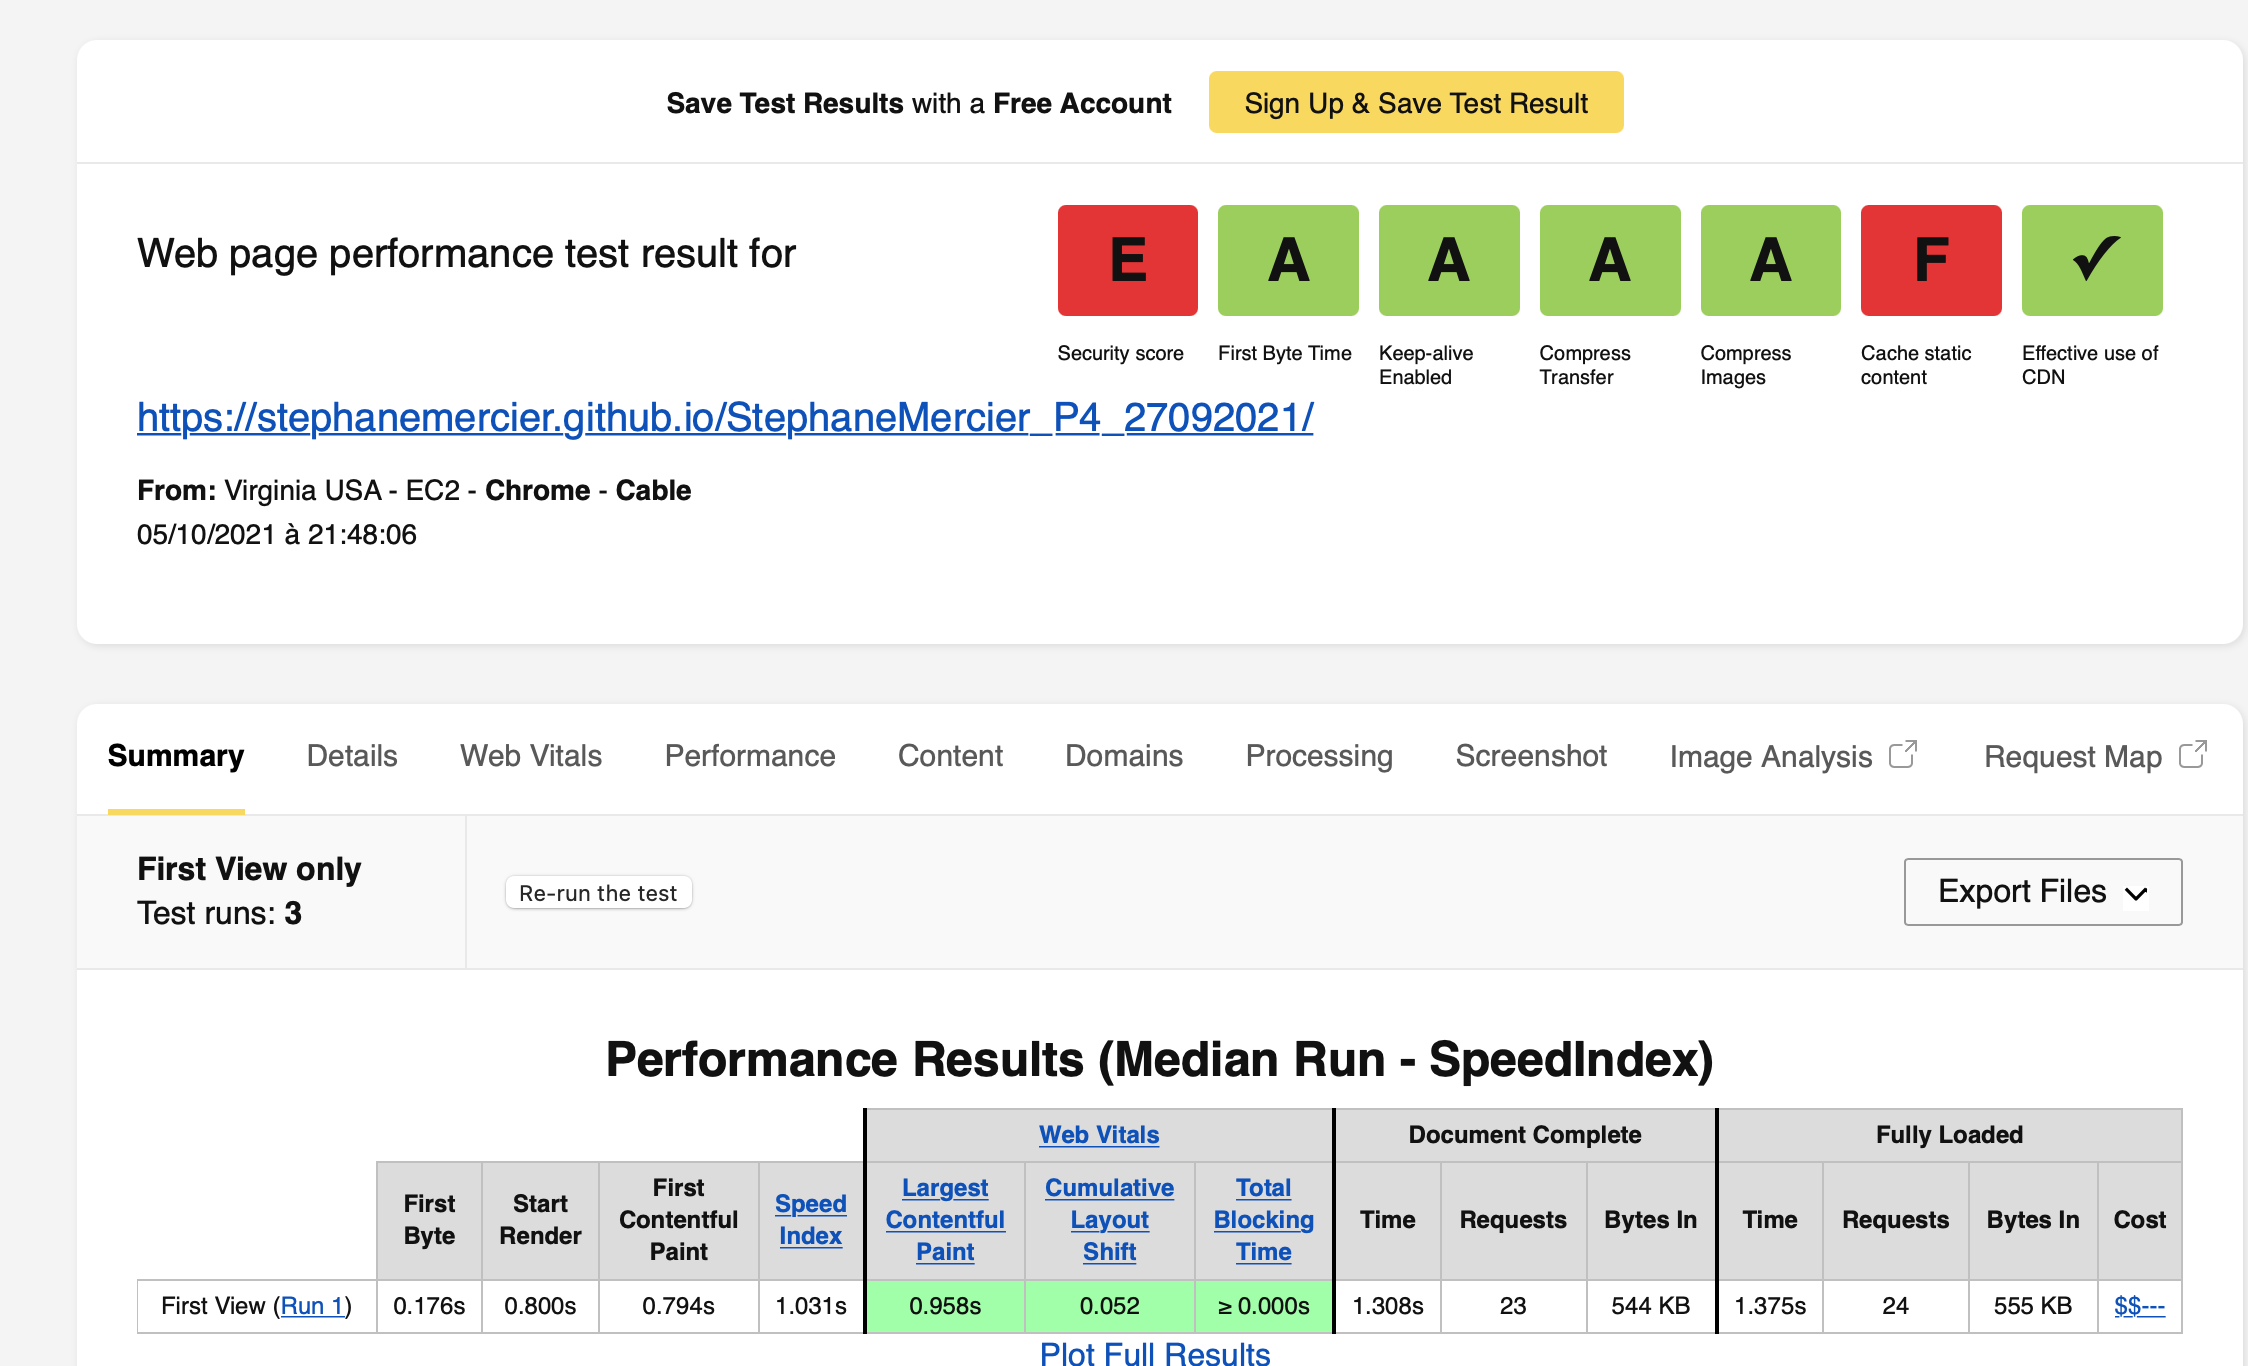 Save Test Results with a Free Account
Sign Up & Save Test Result
Web page performance test result for
E A A A A F ✓
Security score
First Byte Time
Keep-alive
Enabled
Compress
Transfer
Compress
Images
Cache static
content
Effective use of
CDN
https://stephanemercier.github.io/StephaneMercier_P4_27092021/
From: Virginia USA - EC2 - Chrome - Cable
05/10/2021 à 21:48:06
Summary Details Web Vitals Performance Content Domains Processing Screenshot Image Analysis Request Map
First View only
Test runs: 3
Re-run the test
Export Files
Performance Results (Median Run - SpeedIndex)
Web Vitals Document Complete Fully Loaded
First
Byte
Start
Render
First
Contentful
Paint
Speed
Index
Largest
Contentful
Paint
Cumulative
Layout
Shift
Total
Blocking
Time
Time Requests Bytes In Time Requests Bytes In Cost
First View (Run 1) 0.176s 0.800s 0.794s 1.031s 0.958s 0.052 ≥ 0.000s 1.308s 23 544 KB 1.375s 24 555 KB $$---
Plot Full Results